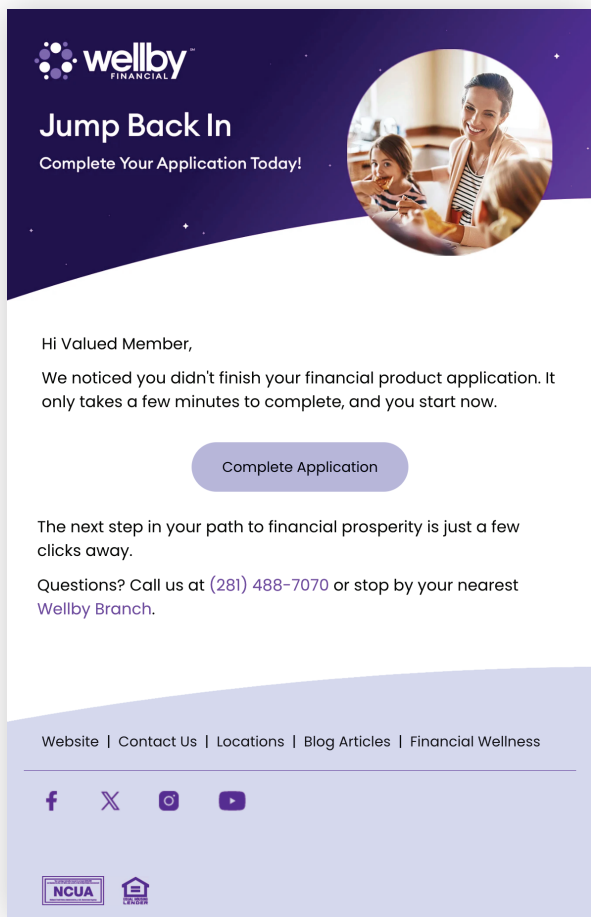 wellby
FINANCIAL
Jump Back In
Complete Your Application Today!
Hi Valued Member,
We noticed you didn't finish your financial product application. It
only takes a few minutes to complete, and you start now.
Complete Application
The next step in your path to financial prosperity is just a few
clicks away.
Questions? Call us at (281) 488-7070 or stop by your nearest
Wellby Branch.
Website | Contact Us | Locations | Blog Articles | Financial Wellness
NCUA
EQUAL HOUSING
LENDER